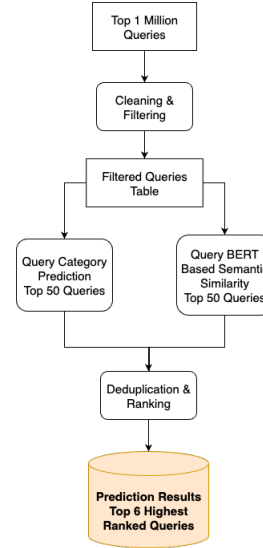 Top 1 Million
Queries
Cleaning &
Filtering
Filtered Queries
Table
Query Category
Prediction
Top 50 Queries
Query BERT
Based Semantic
Similarity
Top 50 Queries
Deduplication &
Ranking
Prediction Results
Top 6 Highest
Ranked Queries